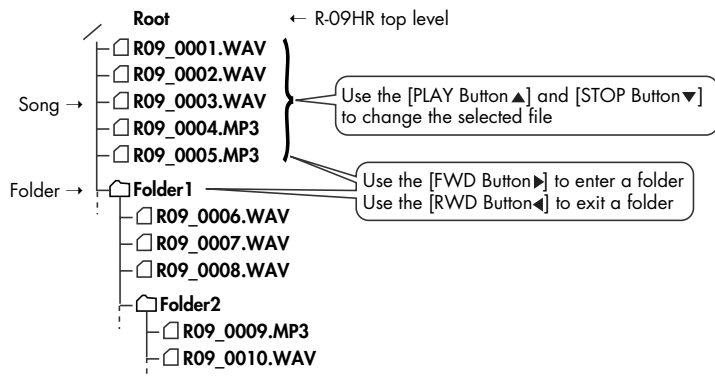 Root ← R-09HR top level
R09_0001.WAV
R09_0002.WAV
Song → R09_0003.WAV
R09_0004.MP3
R09_0005.MP3
Use the [PLAY Button▲] and [STOP Button▼]
to change the selected file
Use the [FWD Button▶] to enter a folder
Use the [RWD Button◀] to exit a folder
Folder → Folder1
R09_0006.WAV
R09_0007.WAV
R09_0008.WAV
Folder2
R09_0009.MP3
R09_0010.WAV